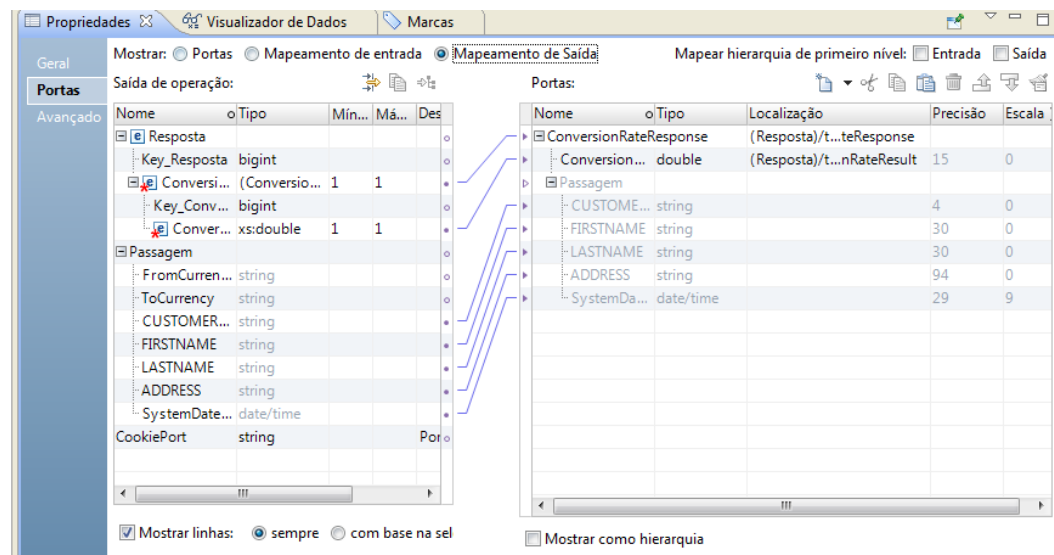 Propriedades Visualizador de Dados Marcas
Geral
Portas
Avançado
Mostrar: Portas Mapeamento de entrada Mapeamento de Saída Mapear hierarquia de primeiro nível: Entrada Saída
Saída de operação:
Nome Tipo Mín... Má... Des
Resposta
Key_Resposta bigint
Conversi... (Conversio... 1 1
Key_Conv... bigint
Conver... xs:double 1 1
Passagem
FromCurren... string
ToCurrency string
CUSTOMER... string
FIRSTNAME string
LASTNAME string
ADDRESS string
SystemDate... date/time
CookiePort string Por
Mostrar linhas: sempre com base na sel
Portas:
Nome Tipo Localização Precisão Escala
ConversionRateResponse (Resposta)/t...teResponse
Conversion... double (Resposta)/t...nRateResult 15 0
Passagem
CUSTOME... string 4 0
FIRSTNAME string 30 0
LASTNAME string 30 0
ADDRESS string 94 0
SystemDa... date/time 29 9
Mostrar como hierarquia